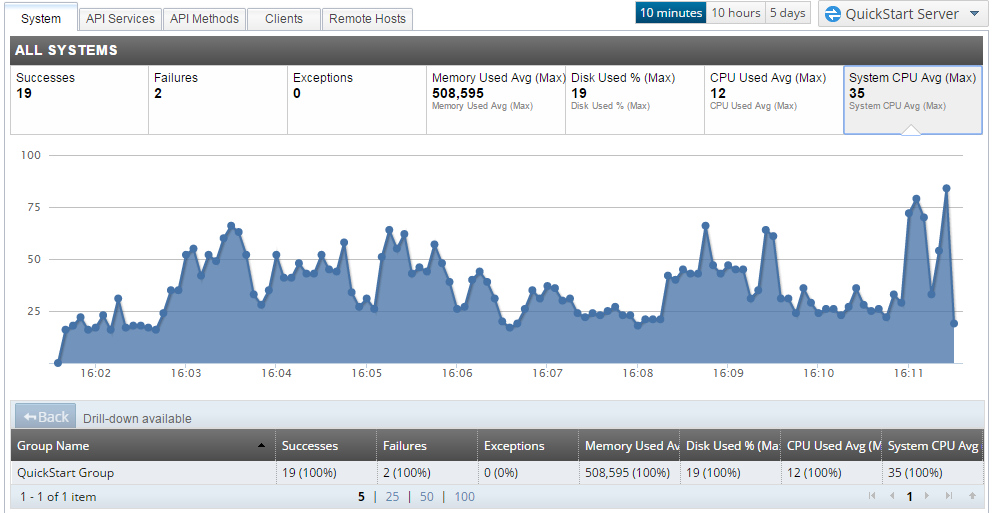 System API Services API Methods Clients Remote Hosts 10 minutes 10 hours 5 days QuickStart Server
ALL SYSTEMS
Successes Failures Exceptions Memory Used Avg (Max) Disk Used % (Max) CPU Used Avg (Max) System CPU Avg (Max)
19 2 0 508,595 19 12 35
Memory Used Avg (Max) Disk Used % (Max) CPU Used Avg (Max) System CPU Avg (Max)
100
75
50
25
16:02 16:03 16:04 16:05 16:06 16:07 16:08 16:09 16:10 16:11
Back Drill-down available
Group Name Successes Failures Exceptions Memory Used Av Disk Used % (Ma CPU Used Avg (M System CPU Avg
QuickStart Group 19 (100%) 2 (100%) 0 (0%) 508,595 (100%) 19 (100%) 12 (100%) 35 (100%)
1 - 1 of 1 item 5 | 25 | 50 | 100 1